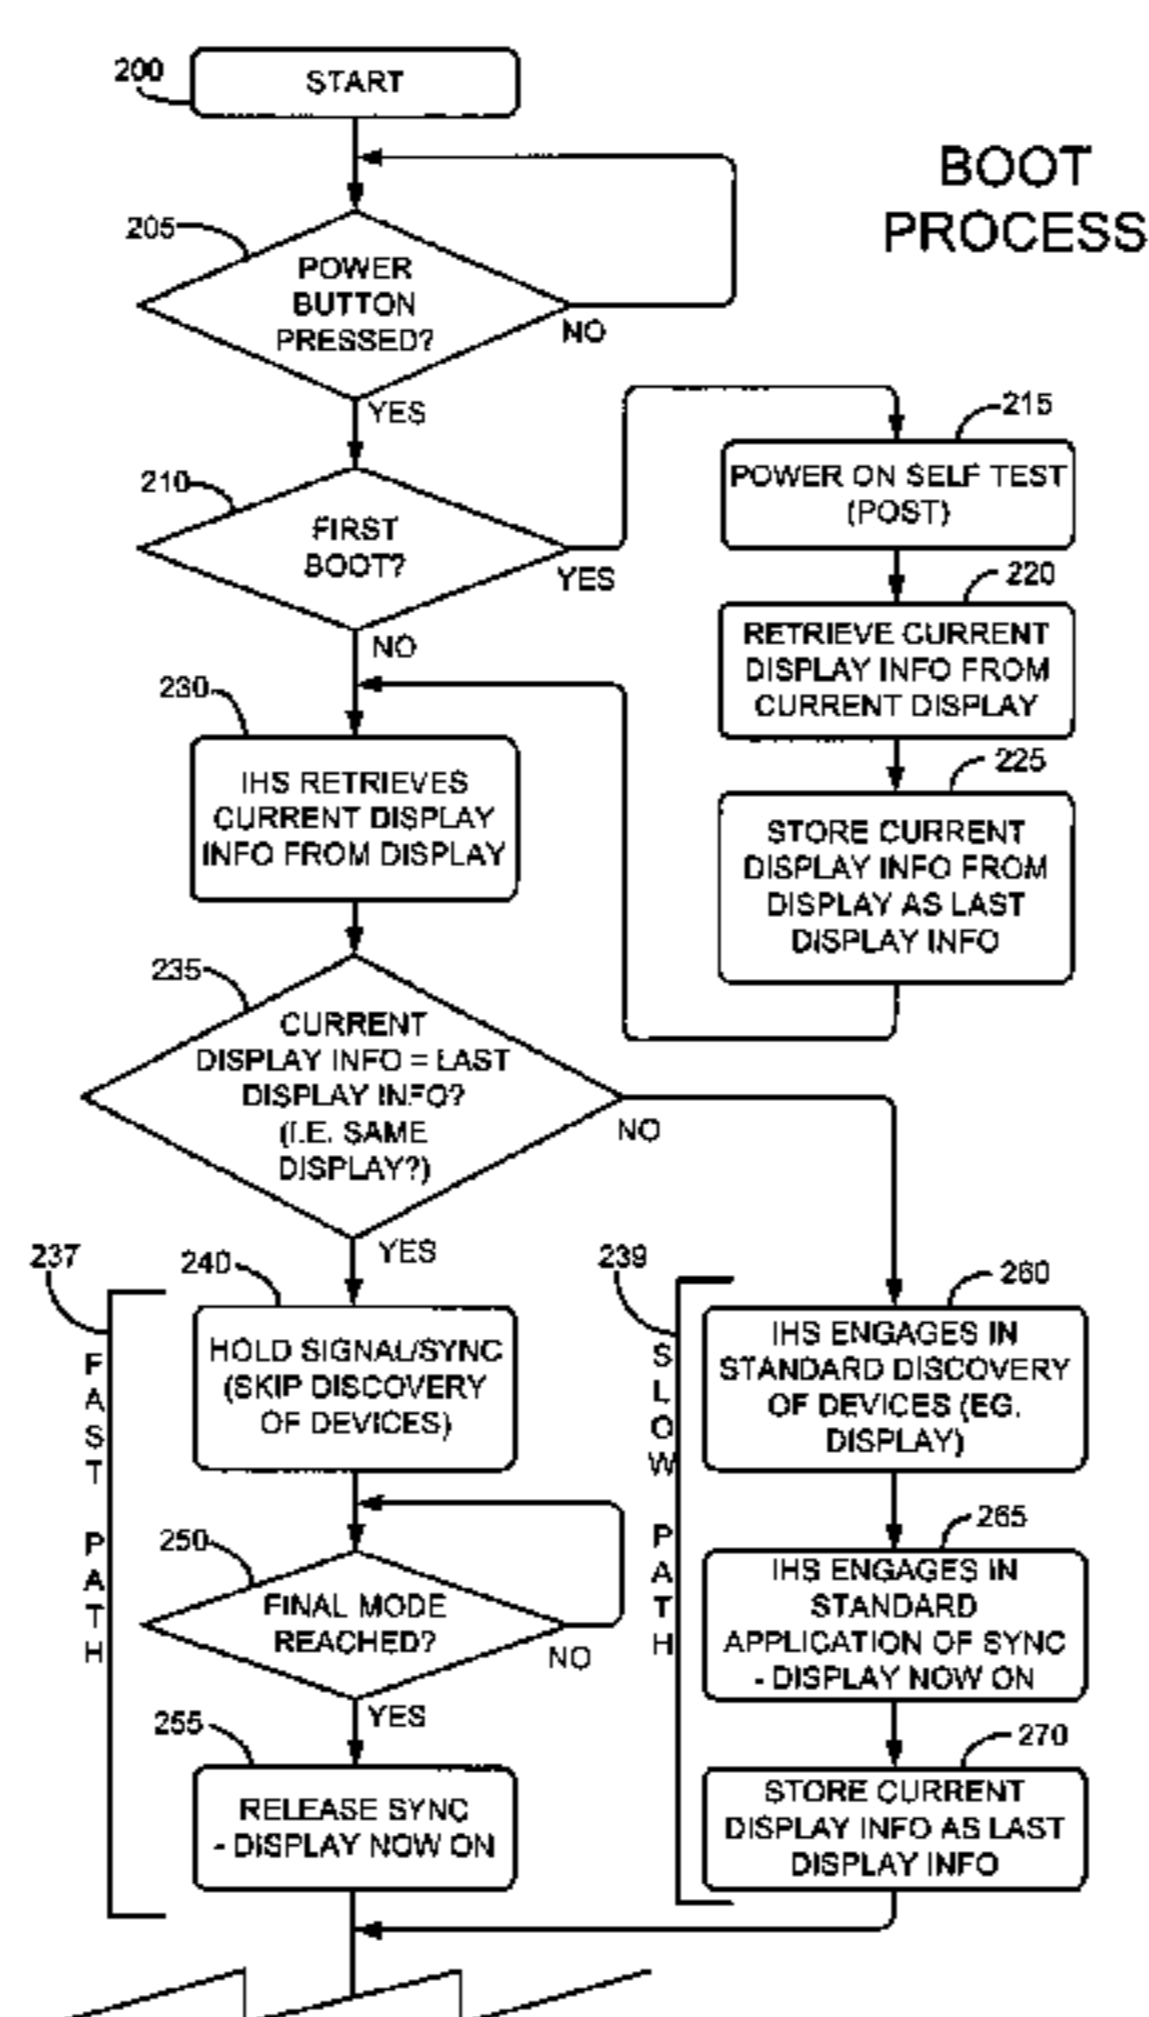 200
START
BOOT
PROCESS
205
POWER
BUTTON
PRESSED?
NO
YES
210
FIRST
BOOT?
YES
NO
215
POWER ON SELF TEST
(POST)
220
RETRIEVE CURRENT
DISPLAY INFO FROM
CURRENT DISPLAY
225
STORE CURRENT
DISPLAY INFO FROM
DISPLAY AS LAST
DISPLAY INFO
230
IHS RETRIEVES
CURRENT DISPLAY
INFO FROM DISPLAY
235
CURRENT
DISPLAY INFO = LAST
DISPLAY INFO?
(I.E. SAME
DISPLAY?)
NO
YES
237
FAST PATH
240
HOLD SIGNAL/SYNC
(SKIP DISCOVERY
OF DEVICES)
250
FINAL MODE
REACHED?
NO
YES
255
RELEASE SYNC
- DISPLAY NOW ON
239
SLOW PATH
260
IHS ENGAGES IN
STANDARD DISCOVERY
OF DEVICES (EG.
DISPLAY)
265
IHS ENGAGES IN
STANDARD
APPLICATION OF SYNC
- DISPLAY NOW ON
270
STORE CURRENT
DISPLAY INFO AS LAST
DISPLAY INFO